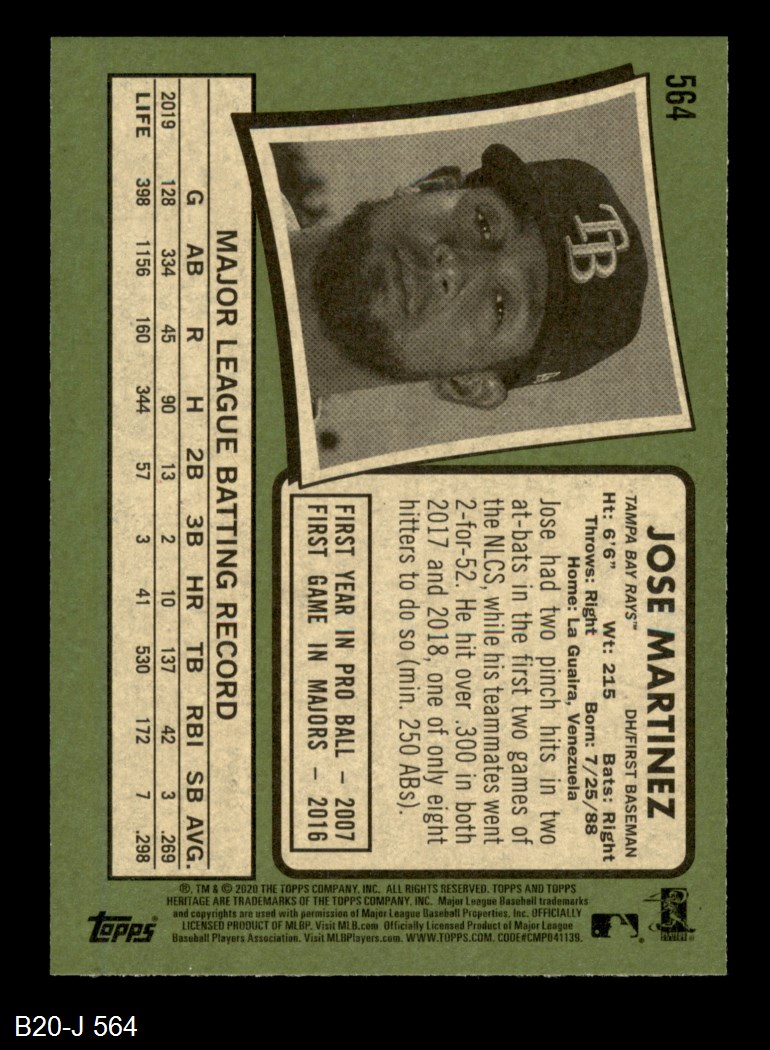 564
TB
JOSE MARTINEZ
TAMPA BAY RAYS™ DH/FIRST BASEMAN
Ht: 6'6" Wt: 215 Bats: Right
Throws: Right Born: 7/25/88
Home: La Guaira, Venezuela
Jose had two pinch hits in two
at-bats in the first two games of
the NLCS, while his teammates went
2-for-52. He hit over .300 in both
2017 and 2018, one of only eight
hitters to do so (min. 250 ABs).
FIRST YEAR IN PRO BALL – 2007
FIRST GAME IN MAJORS – 2016
MAJOR LEAGUE BATTING RECORD
G AB R H 2B 3B HR TB RBI SB AVG.
2019 128 334 45 90 13 2 10 137 42 3 .269
LIFE 398 1156 160 344 57 3 41 530 172 7 .298
®, TM & © 2020 THE TOPPS COMPANY, INC. ALL RIGHTS RESERVED. TOPPS AND TOPPS
HERITAGE ARE TRADEMARKS OF THE TOPPS COMPANY, INC. Major League Baseball trademarks
and copyrights are used with permission of Major League Baseball Properties, Inc. OFFICIALLY
LICENSED PRODUCT OF MLBP. Visit MLB.com Officially Licensed Product of Major League
Baseball Players Association. Visit MLBPlayers.com. WWW.TOPPS.COM. CODE#CMP041139.
topps®
B20-J 564